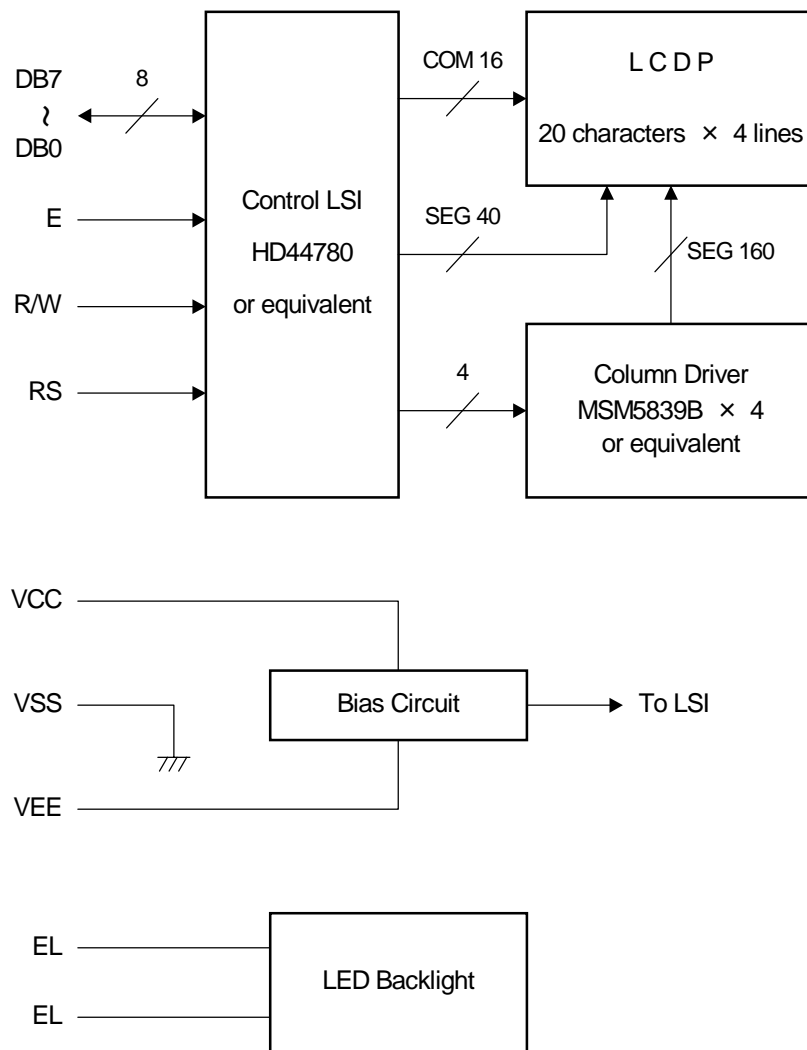 DB7
~
DB0
8
E
R/W
RS
Control LSI
HD44780
or equivalent
COM 16
SEG 40
4
L C D P
20 characters × 4 lines
SEG 160
Column Driver
MSM5839B × 4
or equivalent
VCC
VSS
VEE
Bias Circuit
To LSI
EL
EL
LED Backlight